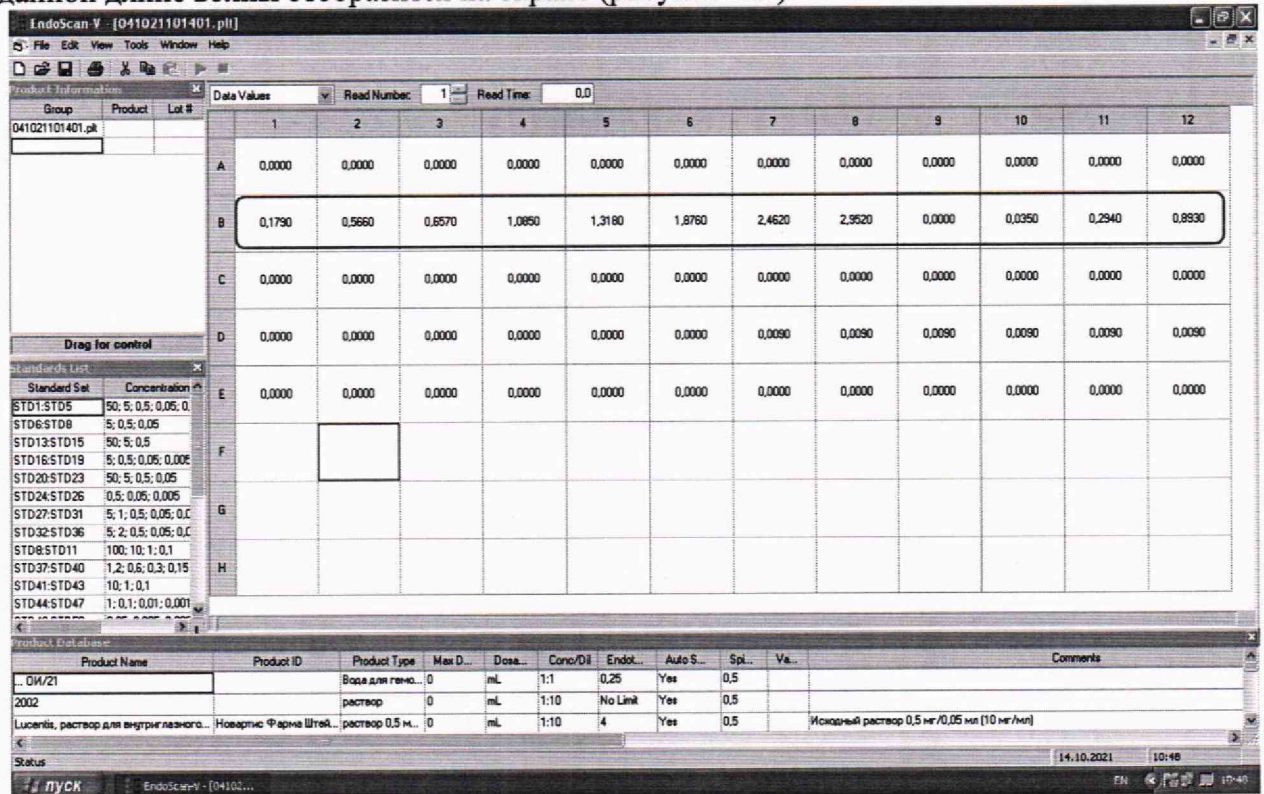 EndoScan-V - [041021101401.plt]
File Edit View Tools Window Help
Product Information
Data Values Read Number: 1 Read Time: 0,0
Group Product Lot #
041021101401.plt
1 2 3 4 5 6 7 8 9 10 11 12
A 0,0000 0,0000 0,0000 0,0000 0,0000 0,0000 0,0000 0,0000 0,0000 0,0000 0,0000 0,0000
B 0,1790 0,5660 0,6570 1,0850 1,3180 1,8760 2,4620 2,9520 0,0000 0,0350 0,2940 0,8930
C 0,0000 0,0000 0,0000 0,0000 0,0000 0,0000 0,0000 0,0000 0,0000 0,0000 0,0000 0,0000
D 0,0000 0,0000 0,0000 0,0000 0,0000 0,0000 0,0090 0,0090 0,0090 0,0090 0,0090 0,0090
E 0,0000 0,0000 0,0000 0,0000 0,0000 0,0000 0,0000 0,0000 0,0000 0,0000 0,0000 0,0000
F
G
H
Drag for control
Standards List
Standard Set Concentration
STD1:STD5 50; 5; 0,5; 0,05; 0,
STD6:STD8 5; 0,5; 0,05
STD13:STD15 50; 5; 0,5
STD16:STD19 5; 0,5; 0,05; 0,005
STD20:STD23 50; 5; 0,5; 0,05
STD24:STD26 0,5; 0,05; 0,005
STD27:STD31 5; 1; 0,5; 0,05; 0,0
STD32:STD36 5; 2; 0,5; 0,05; 0,0
STD8:STD11 100; 10; 1; 0,1
STD37:STD40 1,2; 0,6; 0,3; 0,15
STD41:STD43 10; 1; 0,1
STD44:STD47 1; 0,1; 0,01; 0,001
Product Database
Product Name Product ID Product Type Max D... Dosa... Conc/Dil Endot... Auto S... Spi... Va... Comments
... ОИ/21 Вода для гемо... 0 mL 1:1 0,25 Yes 0,5
2002 раствор 0 mL 1:10 No Limit Yes 0,5
Lucentis, раствор для внутриглазного... Новартис Фарма Штей... раствор 0,5 м... 0 mL 1:10 4 Yes 0,5 Исходный раствор 0,5 мг/0,05 мл (10 мг/мл)
Status 14.10.2021 10:48
пуск EndoScan-V - [04102... EN 10:48